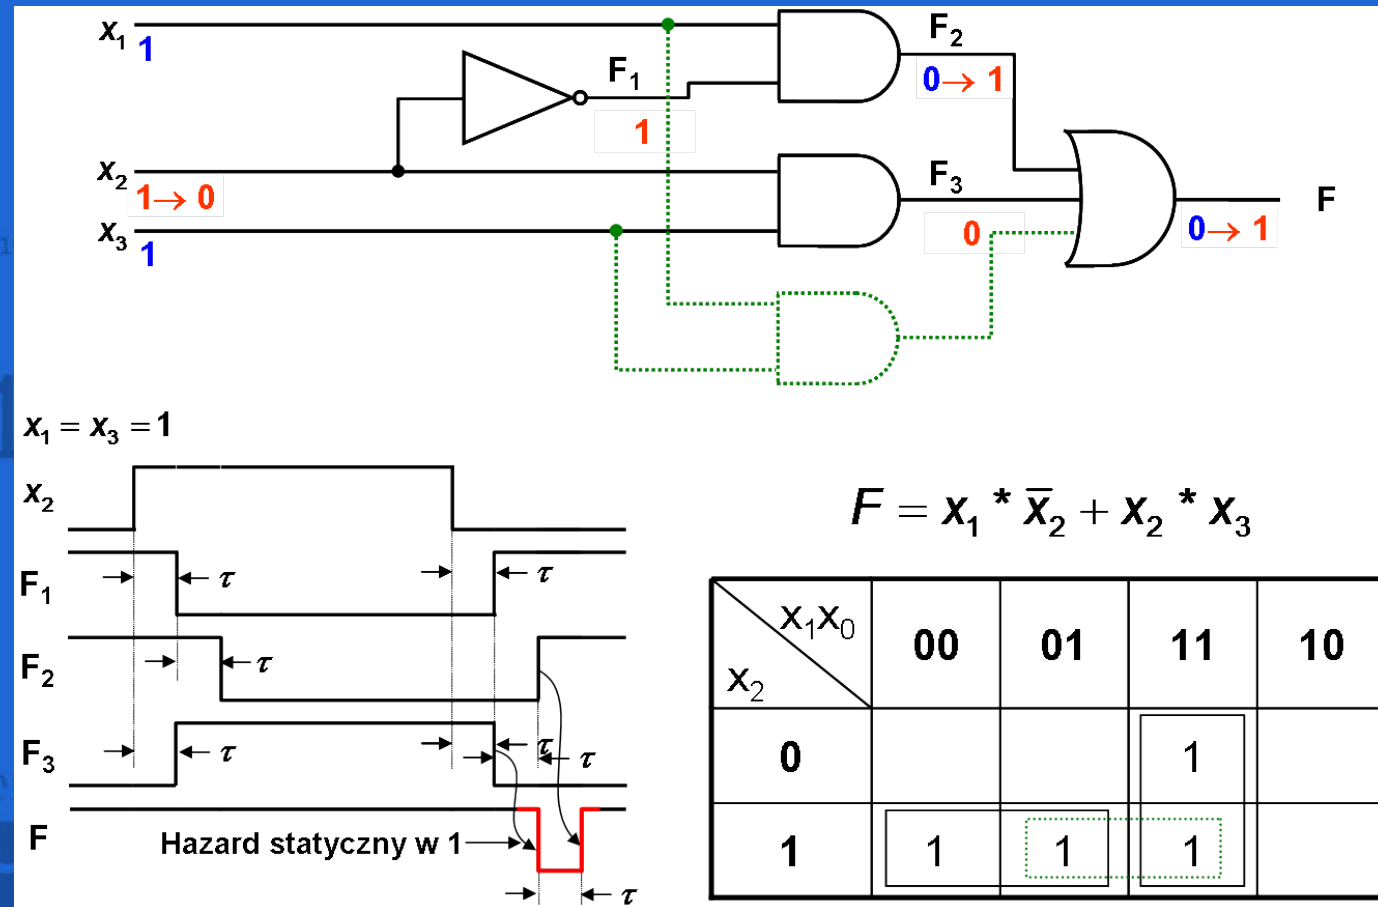 x₁ 1
F₂
0→ 1
F₁
1
x₂ 1→ 0
F₃
0
F
0→ 1
x₃ 1
x₁ = x₃ = 1
x₂
F₁ τ τ
F₂ τ
F₃ τ τ τ
F Hazard statyczny w 1
τ
F = x₁ * x̄₂ + x₂ * x₃
x₁x₀
x₂
00 01 11 10
0 1
1 1 1 1